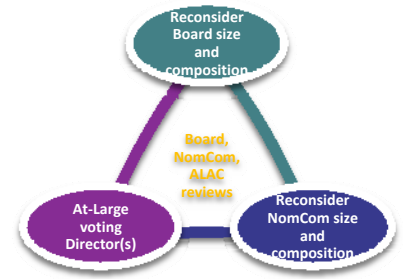 Reconsider
Board size
and
composition
Board,
NomCom,
ALAC
reviews
At-Large
voting
Director(s)
Reconsider
NomCom size
and
composition